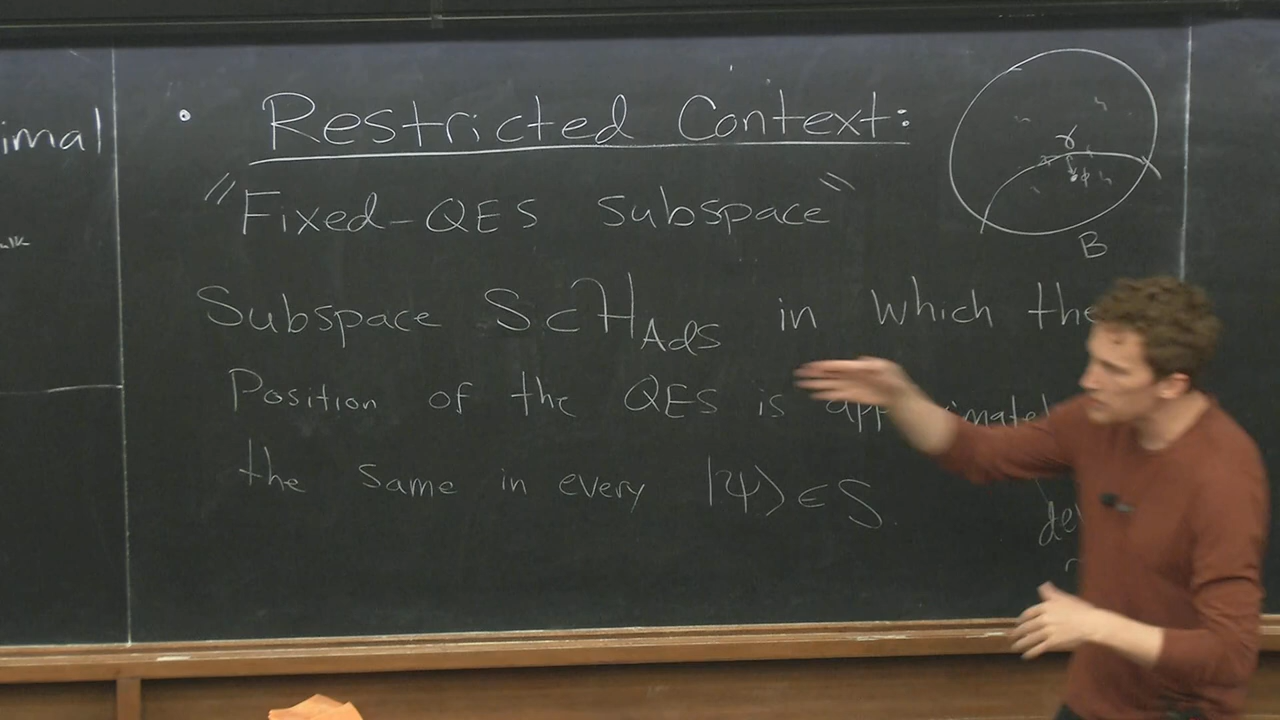 imal
• Restricted Context:
"Fixed-QES subspace"
Subspace S⊂H_AdS in which the
Position of the QES is
the same in every |ψ⟩ ∈ S.
γ
ϕ
B